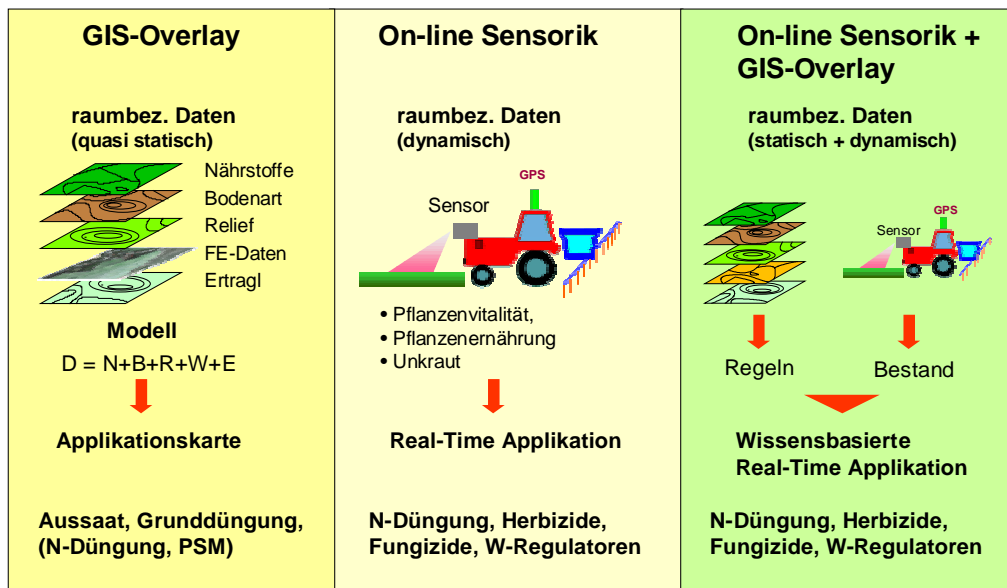 GIS-Overlay
raumbez. Daten
(quasi statisch)
Nährstoffe
Bodenart
Relief
FE-Daten
Ertragl
Modell
D = N+B+R+W+E
Applikationskarte
Aussaat, Grunddüngung,
(N-Düngung, PSM)
On-line Sensorik
raumbez. Daten
(dynamisch)
GPS
Sensor
• Pflanzenvitalität,
• Pflanzenernährung
• Unkraut
Real-Time Applikation
N-Düngung, Herbizide,
Fungizide, W-Regulatoren
On-line Sensorik +
GIS-Overlay
raumbez. Daten
(statisch + dynamisch)
GPS
Sensor
Regeln
Bestand
Wissensbasierte
Real-Time Applikation
N-Düngung, Herbizide,
Fungizide, W-Regulatoren